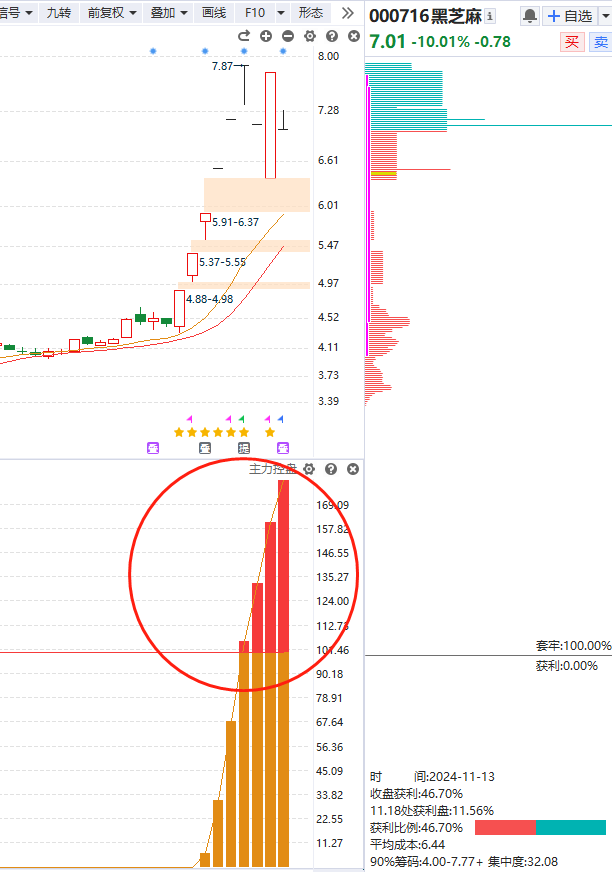 信号 九转 前复权 叠加 画线 F10 形态
000716黑芝麻
自选
7.01 -10.01% -0.78
买 卖
8.00
7.87
7.28
6.61
6.01
5.91-6.37
5.47
5.37-5.55
4.97
4.88-4.98
4.52
4.11
3.73
3.39
主力控盘
169.09
157.82
146.55
135.27
124.00
112.73
101.46
90.18
78.91
67.64
56.36
45.09
33.82
22.55
11.27
套牢:100.00%
获利:0.00%
时 间:2024-11-13
收盘获利:46.70%
11.18处获利盘:11.56%
获利比例:46.70%
平均成本:6.44
90%筹码:4.00-7.77+ 集中度:32.08